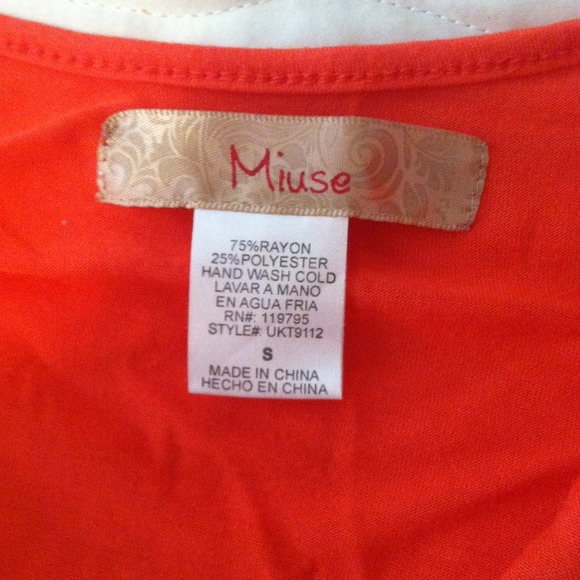 Miuse
75%RAYON
25%POLYESTER
HAND WASH COLD
LAVAR A MANO
EN AGUA FRIA
RN#: 119795
STYLE#: UKT9112
S
MADE IN CHINA
HECHO EN CHINA